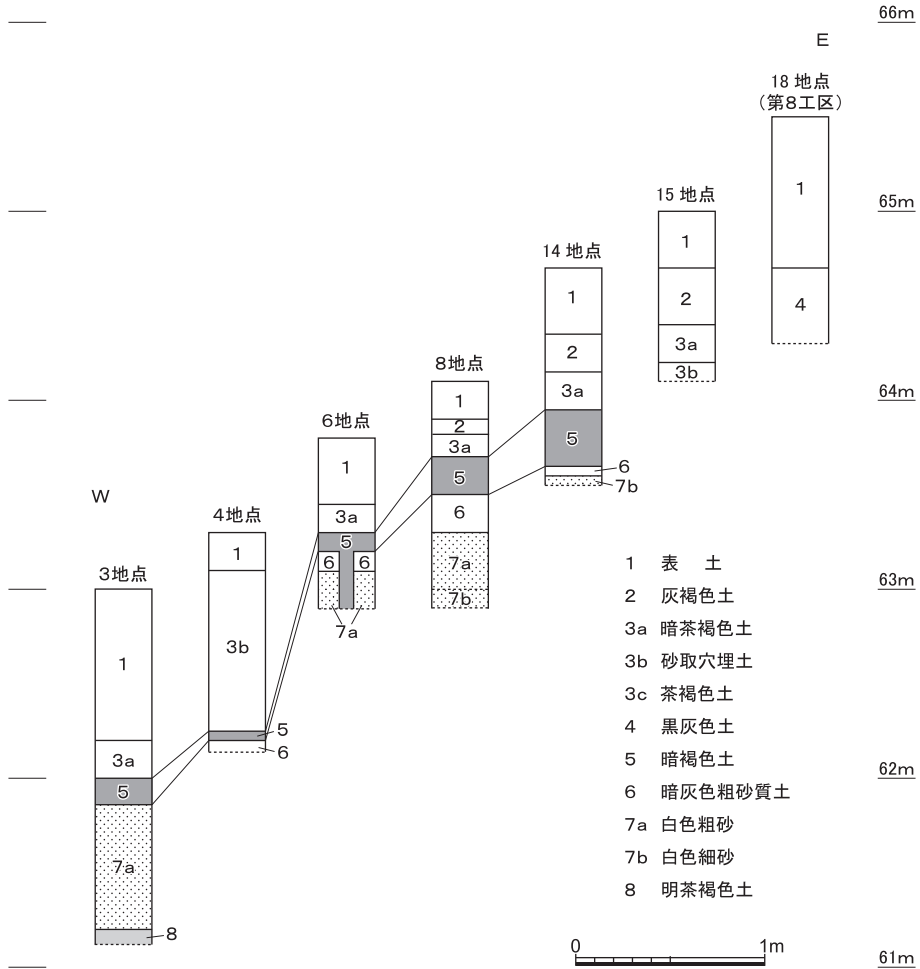 66m
E
18地点
（第8工区）
1
4
65m
15地点
1
2
3a
3b
14地点
1
2
3a
5
6
7b
64m
8地点
1
2
3a
5
6
7a
7b
6地点
1
3a
5
6 6
7a
W
4地点
1
3b
5
6
63m
3地点
1
3a
5
7a
8
62m
1 表 土
2 灰褐色土
3a 暗茶褐色土
3b 砂取穴埋土
3c 茶褐色土
4 黒灰色土
5 暗褐色土
6 暗灰色粗砂質土
7a 白色粗砂
7b 白色細砂
8 明茶褐色土
0 1m
61m